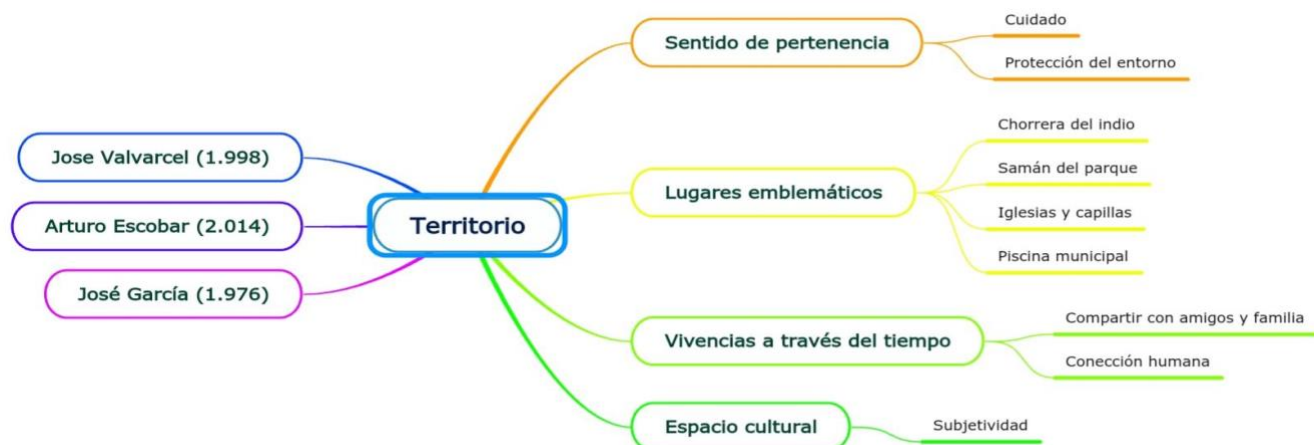 Territorio
Jose Valvarcel (1.998)
Arturo Escobar (2.014)
José García (1.976)
Sentido de pertenencia
Cuidado
Protección del entorno
Lugares emblemáticos
Chorrera del indio
Samán del parque
Iglesias y capillas
Piscina municipal
Vivencias a través del tiempo
Compartir con amigos y familia
Conección humana
Espacio cultural
Subjetividad